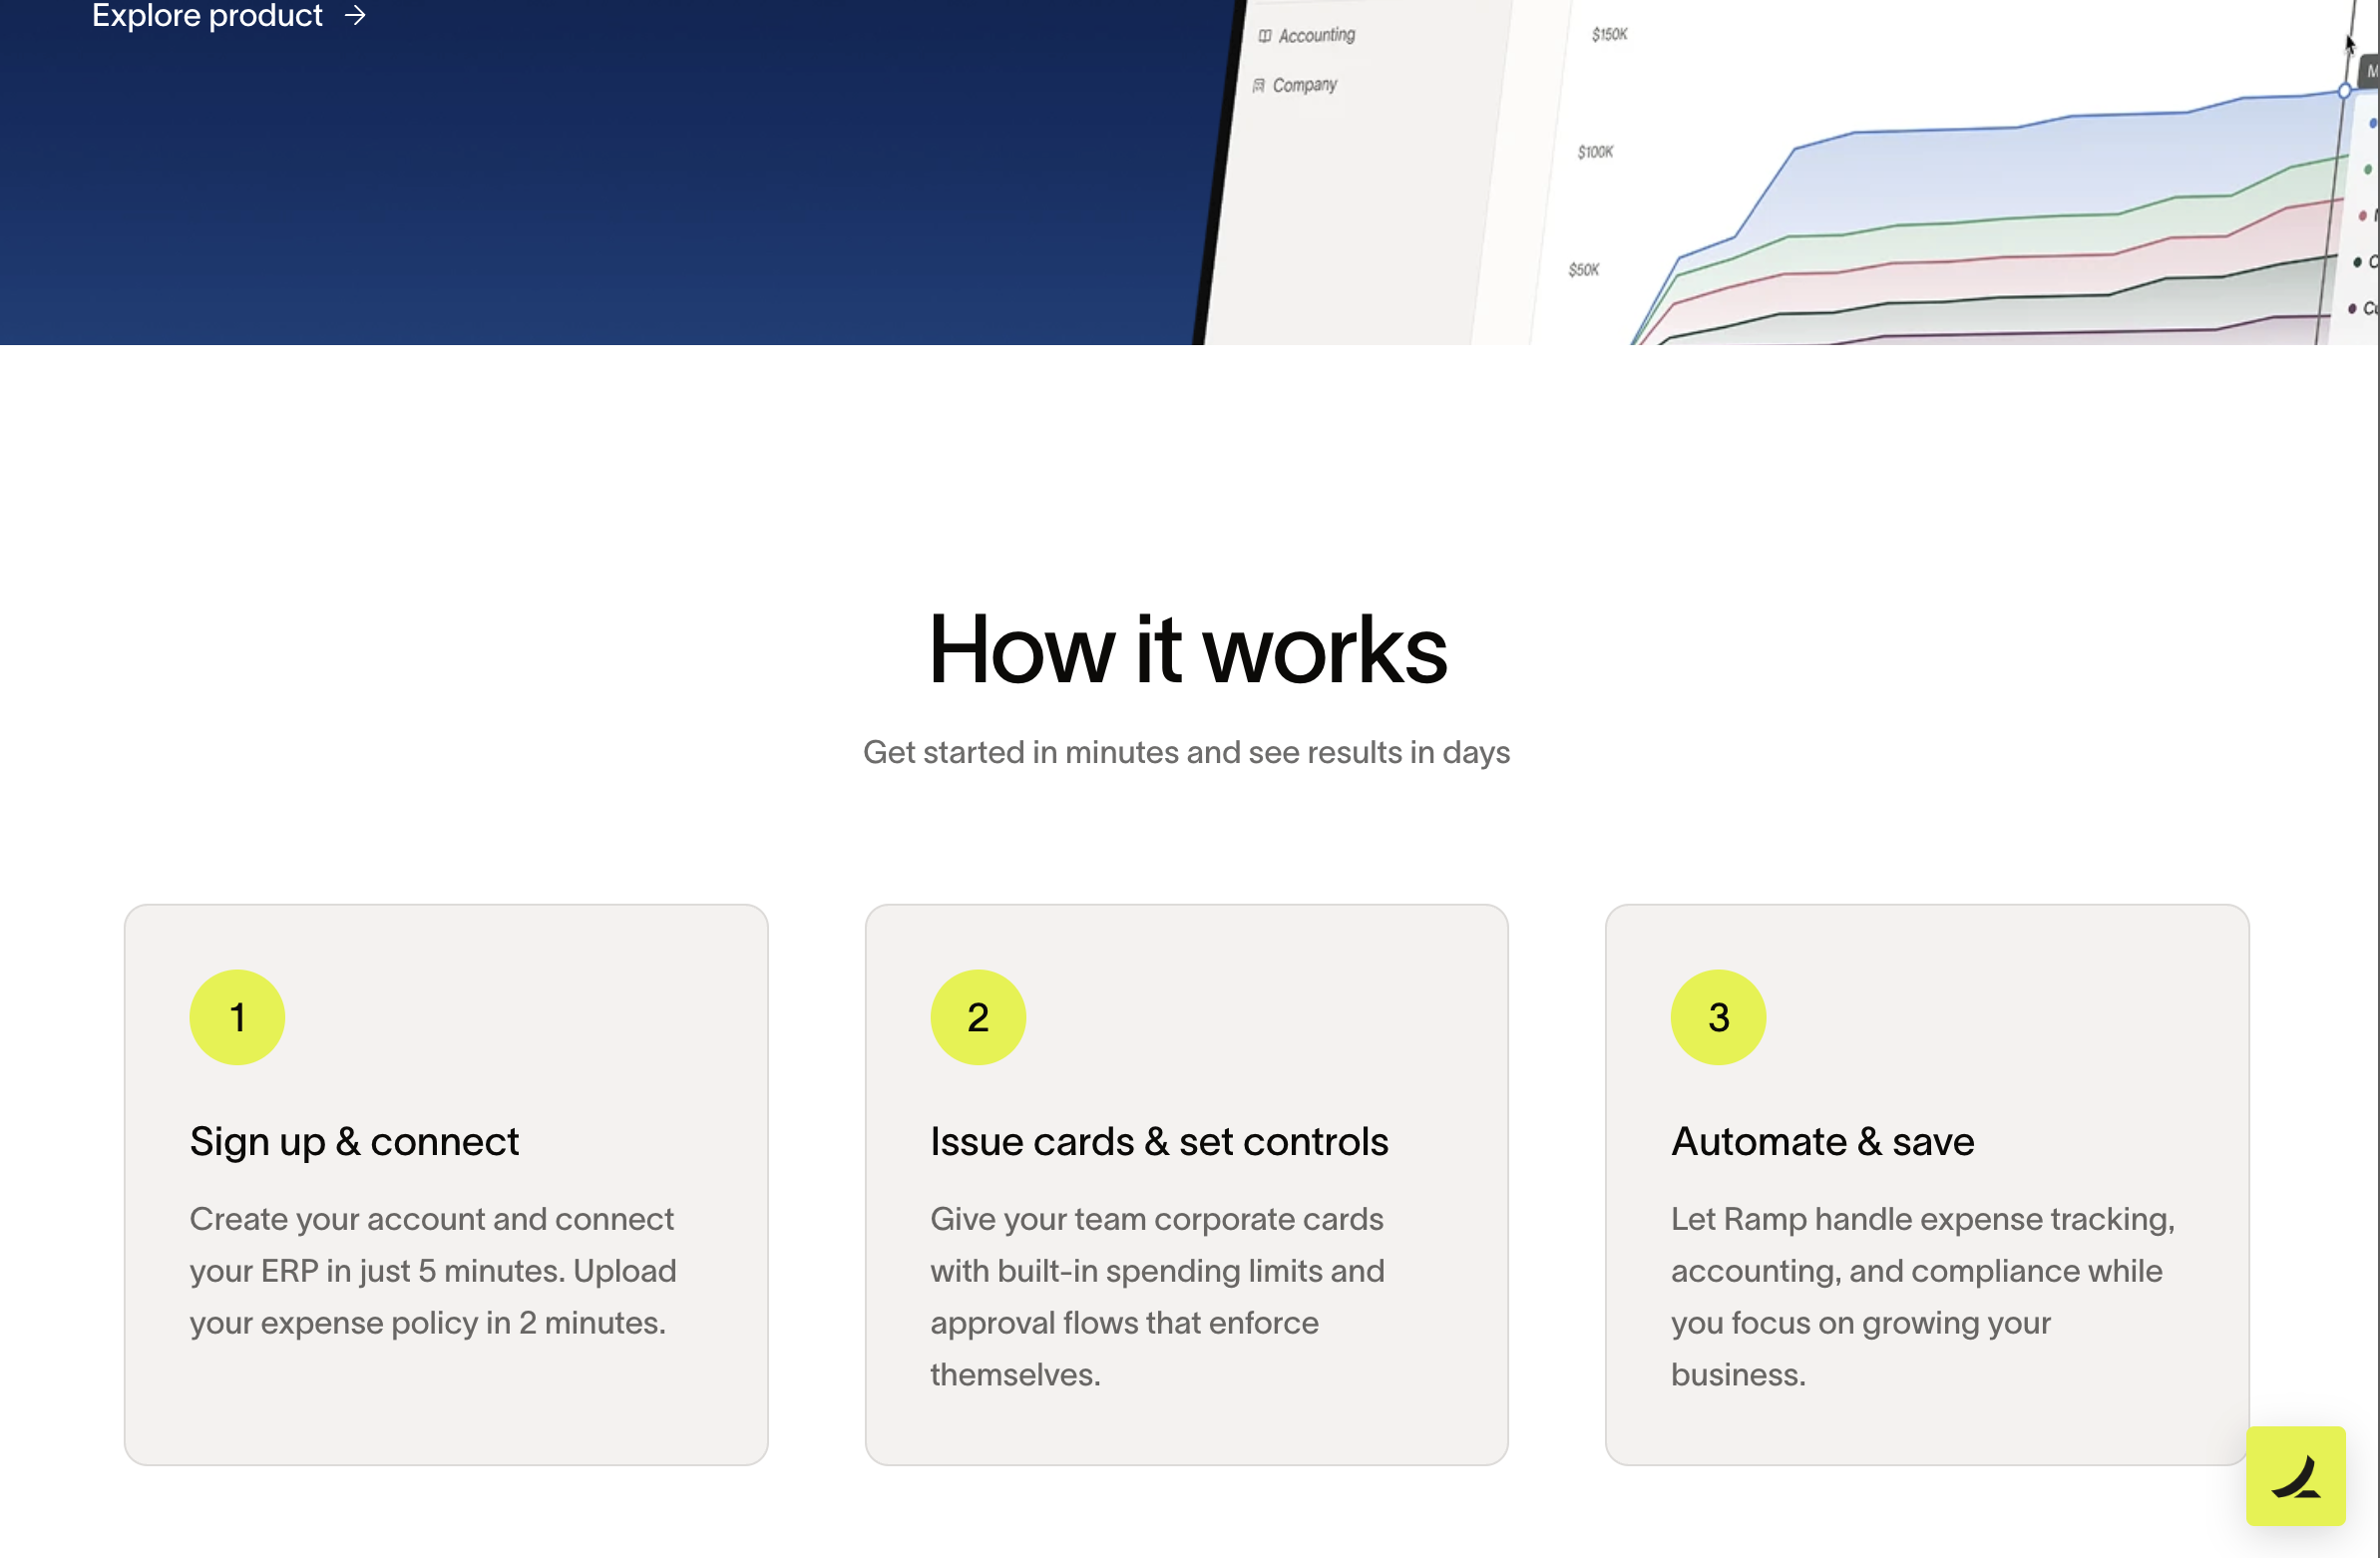 Explore product →
Accounting
Company
$150K
$100K
$50K
How it works
Get started in minutes and see results in days
1
Sign up & connect
Create your account and connect
your ERP in just 5 minutes. Upload
your expense policy in 2 minutes.
2
Issue cards & set controls
Give your team corporate cards
with built-in spending limits and
approval flows that enforce
themselves.
3
Automate & save
Let Ramp handle expense tracking,
accounting, and compliance while
you focus on growing your
business.